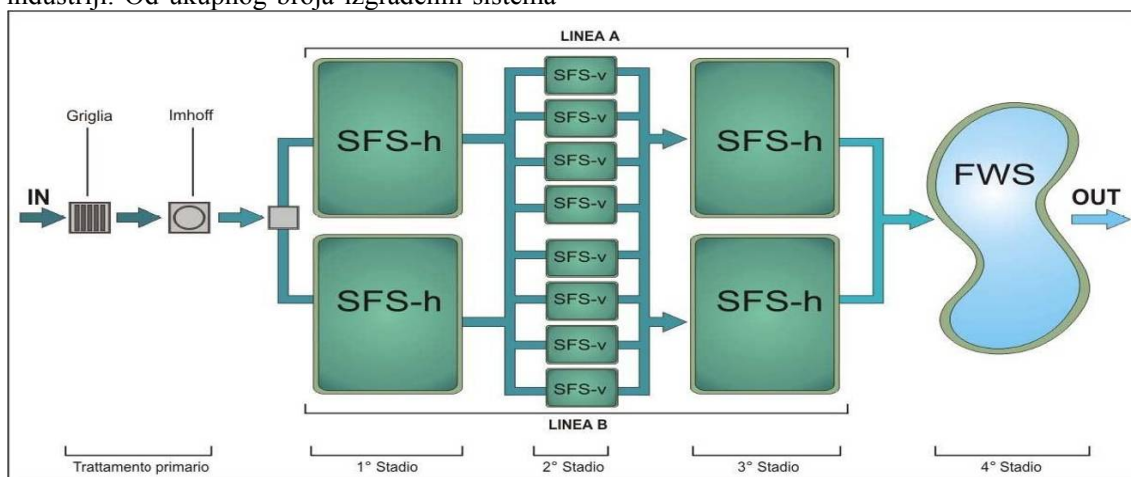 industriji. Od ukupnog broja izgrađenih sistema
LINEA A
Griglia
Imhoff
IN
SFS-h
SFS-h
SFS-v
SFS-v
SFS-v
SFS-v
SFS-v
SFS-v
SFS-v
SFS-v
SFS-h
SFS-h
FWS
OUT
LINEA B
Trattamento primario
1° Stadio
2° Stadio
3° Stadio
4° Stadio